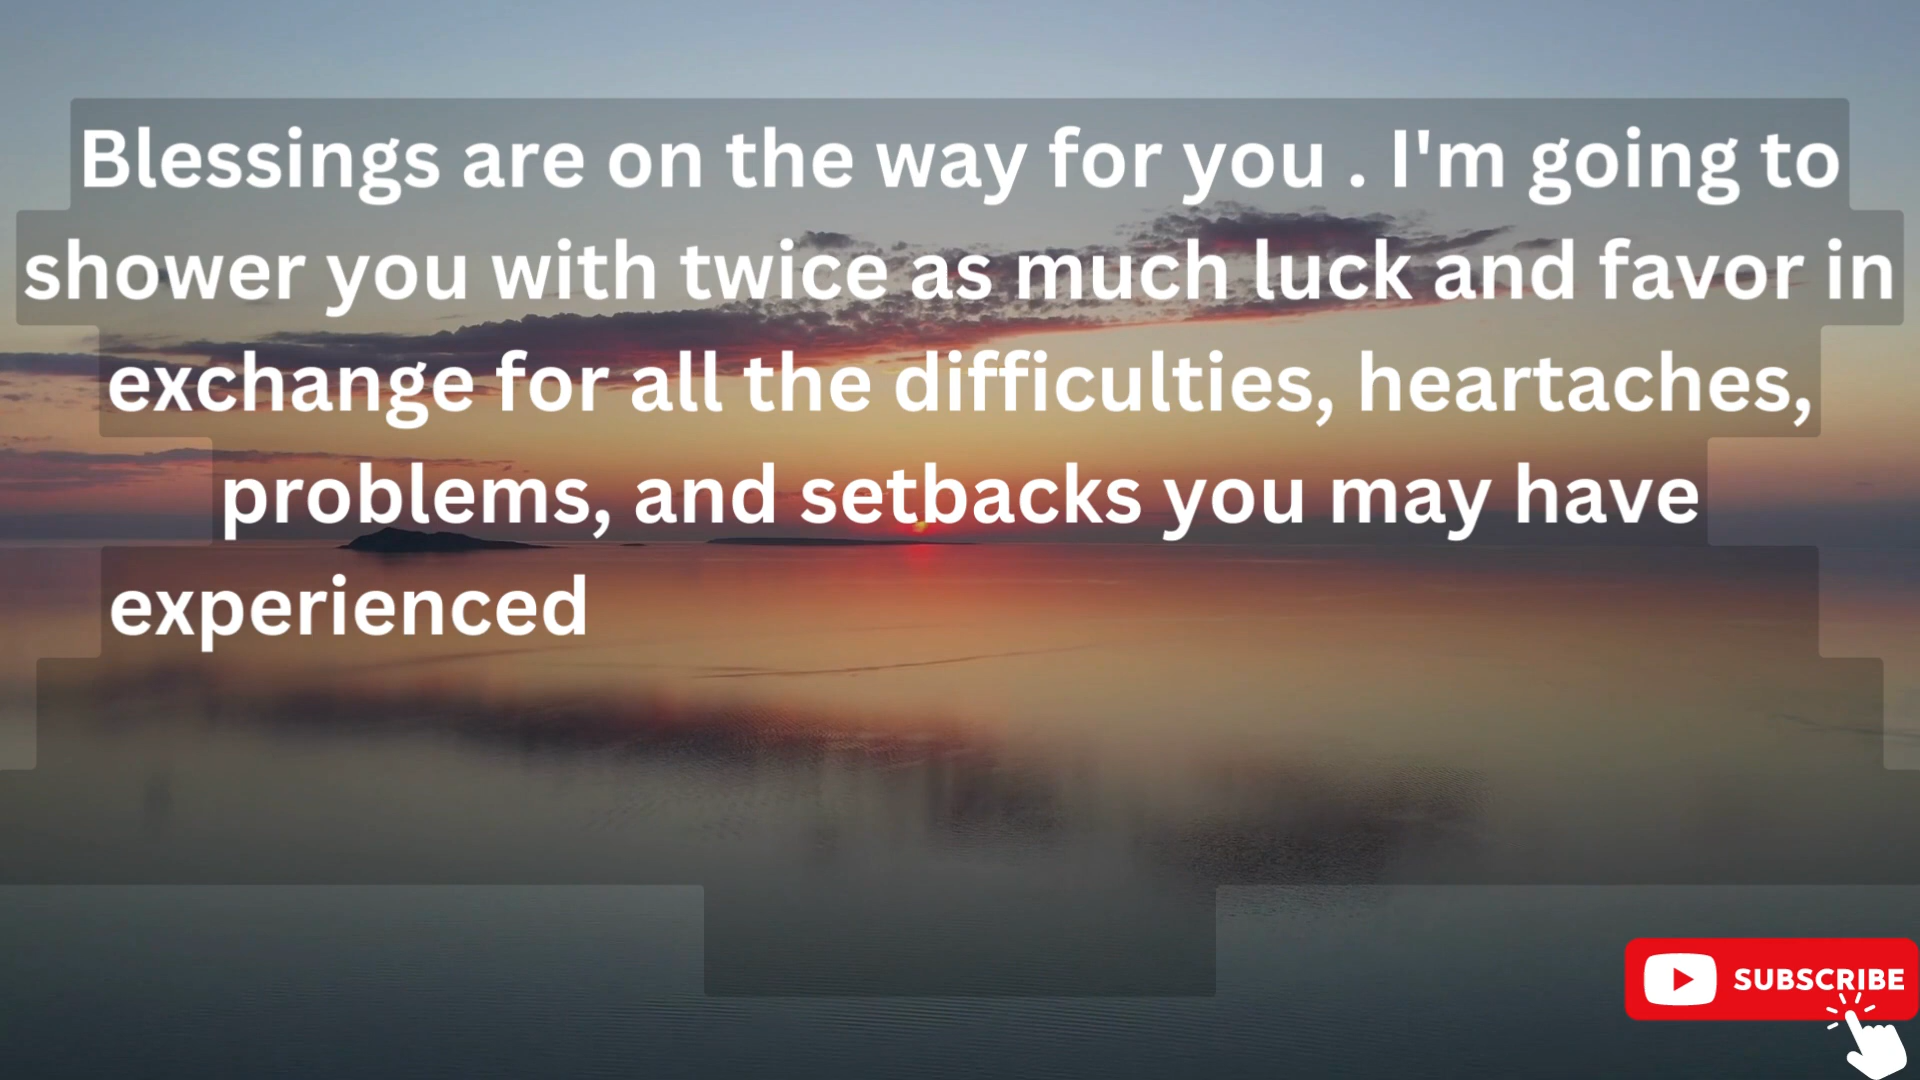 Blessings are on the way for you . I'm going to
shower you with twice as much luck and favor in
exchange for all the difficulties, heartaches,
problems, and setbacks you may have
experienced
SUBSCRIBE